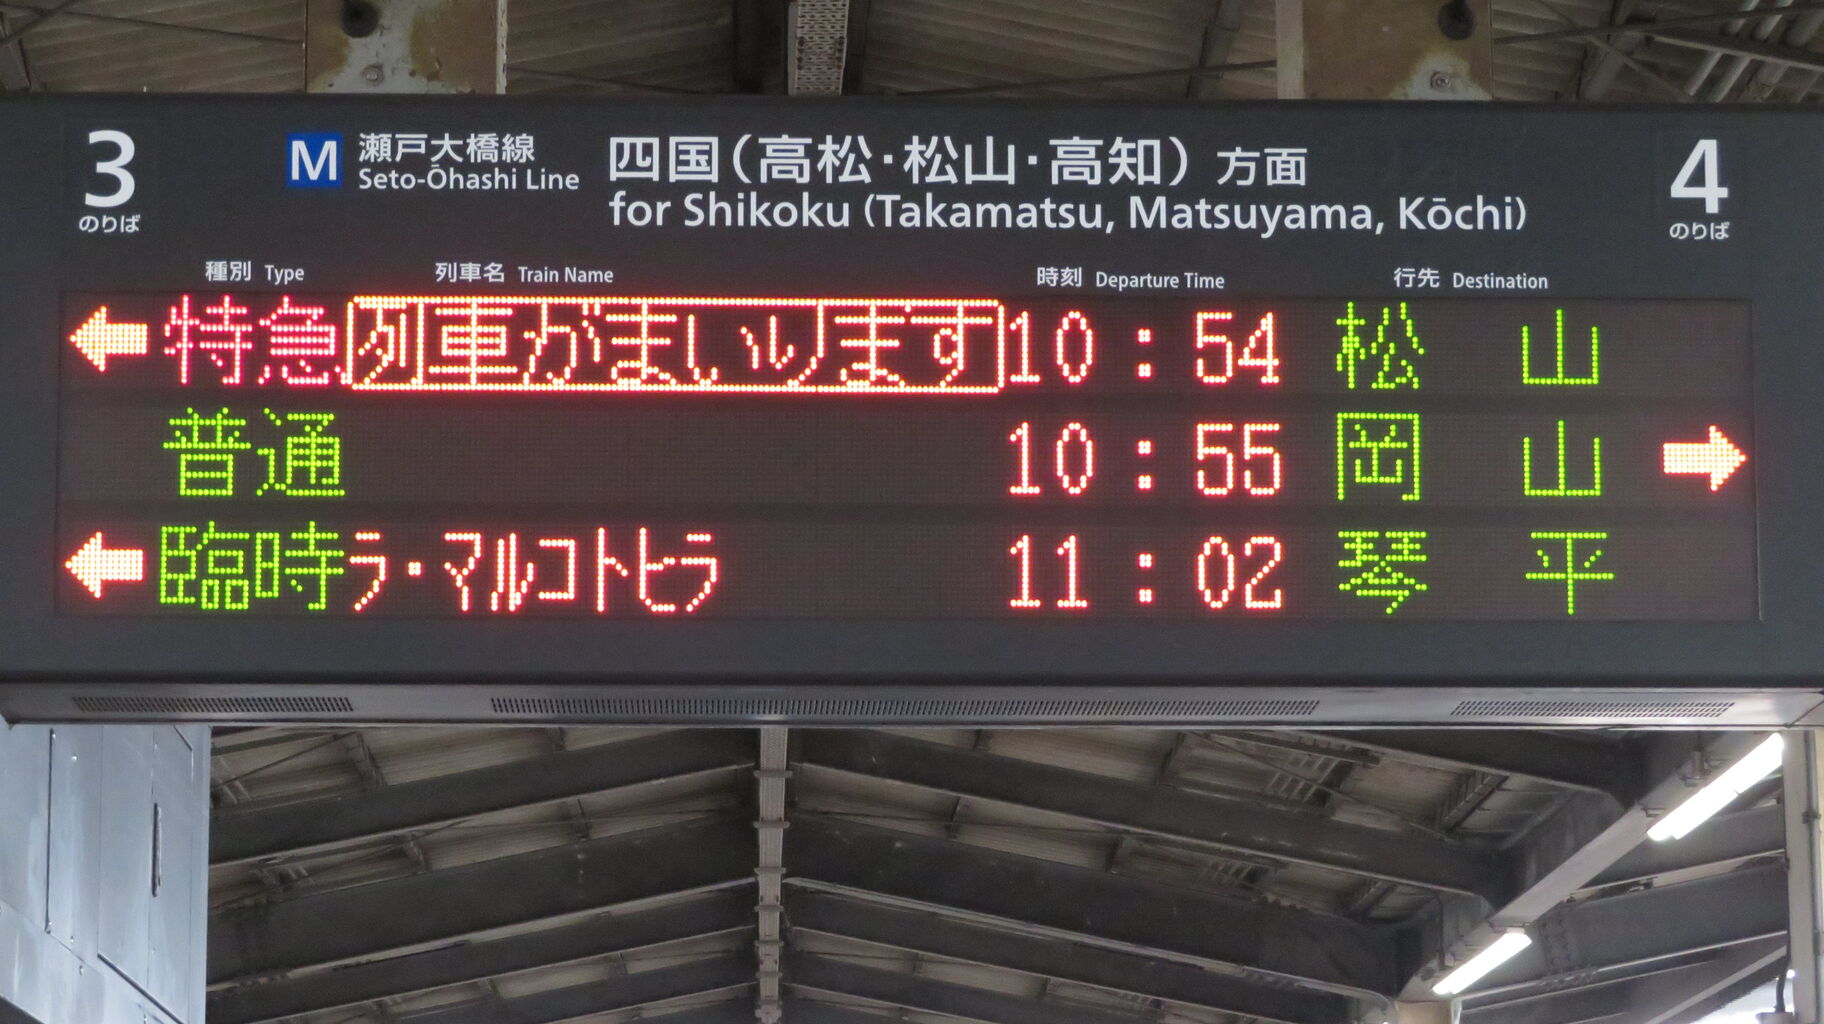 3 のりば
M 瀬戸大橋線 Seto-Ōhashi Line
四国(高松・松山・高知) 方面
for Shikoku (Takamatsu, Matsuyama, Kōchi)
4 のりば
種別 Type 列車名 Train Name 時刻 Departure Time 行先 Destination
← 特急 列車がまいります 10:54 松山
普通 10:55 岡山 →
← 臨時 ラ・マルコトヒラ 11:02 琴平